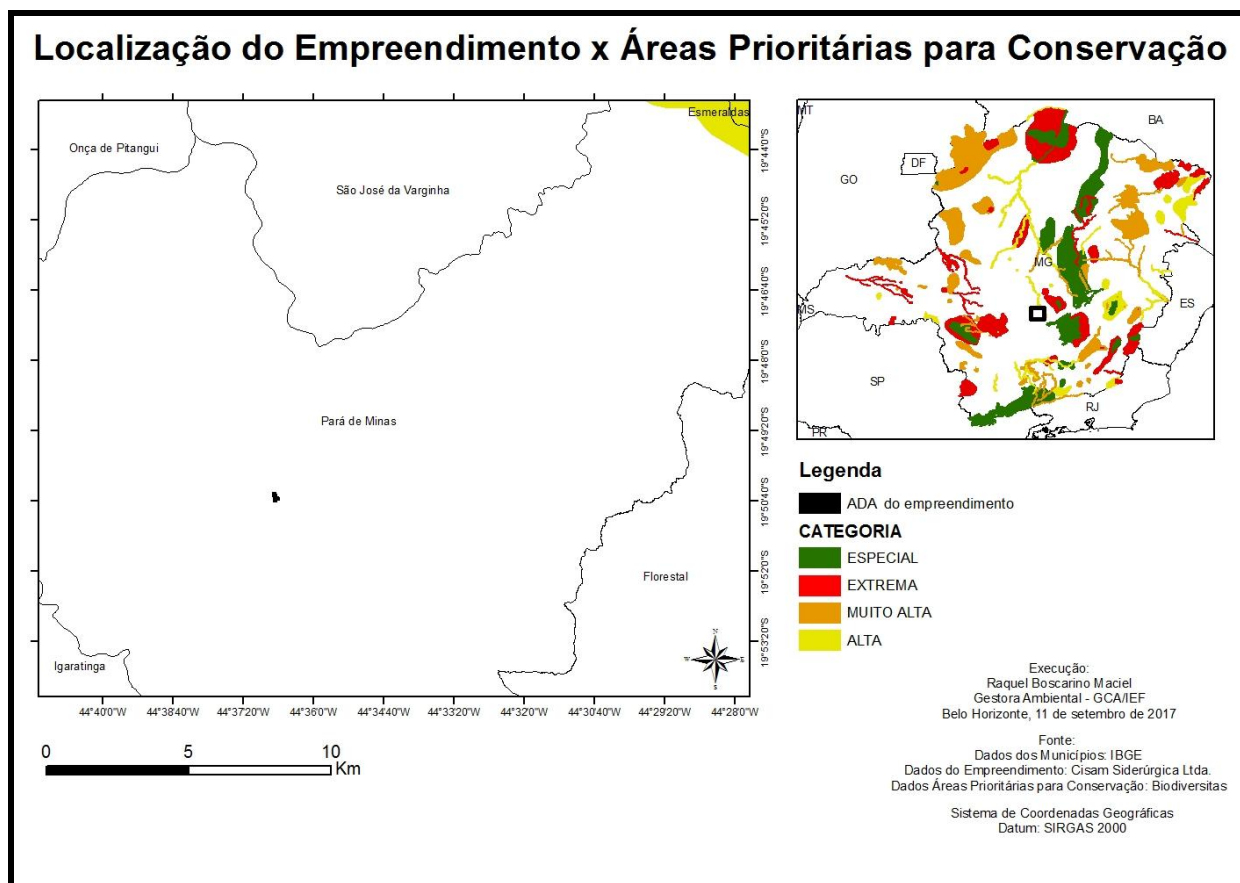 Localização do Empreendimento x Áreas Prioritárias para Conservação
Onça de Pitangui
São José da Varginha
Esmeraldas
Pará de Minas
Florestal
Igaratinga
19°44'0"S
19°45'20"S
19°46'40"S
19°48'0"S
19°49'20"S
19°50'40"S
19°52'0"S
19°53'20"S
N
W
E
S
44°40'0"W
44°38'40"W
44°37'20"W
44°36'0"W
44°34'40"W
44°33'20"W
44°32'0"W
44°30'40"W
44°29'20"W
44°28'0"W
0 5 10
Km
MT
BA
DF
GO
MG
MS
ES
SP
RJ
PR
Legenda
ADA do empreendimento
CATEGORIA
ESPECIAL
EXTREMA
MUITO ALTA
ALTA
Execução:
Raquel Boscarino Maciel
Gestora Ambiental - GCA/IEF
Belo Horizonte, 11 de setembro de 2017
Fonte:
Dados dos Municípios: IBGE
Dados do Empreendimento: Cisam Siderúrgica Ltda.
Dados Áreas Prioritárias para Conservação: Biodiversitas
Sistema de Coordenadas Geográficas
Datum: SIRGAS 2000